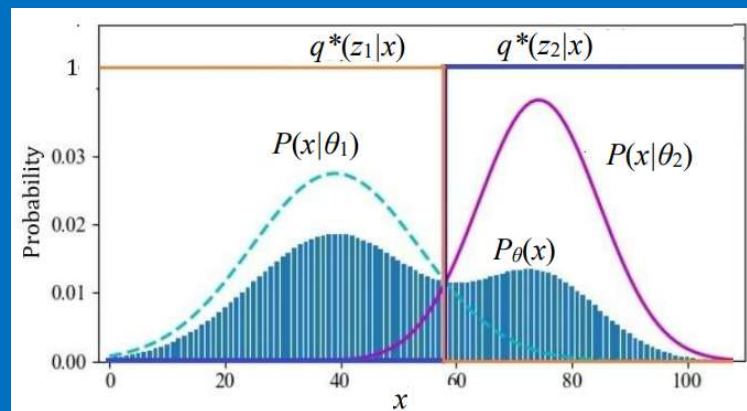 q*(z₁|x) q*(z₂|x)
1
P(x|θ₁)
P(x|θ₂)
0.03
0.02
Pθ(x)
0.01
0.00
Probability
0 20 40 60 80 100
x